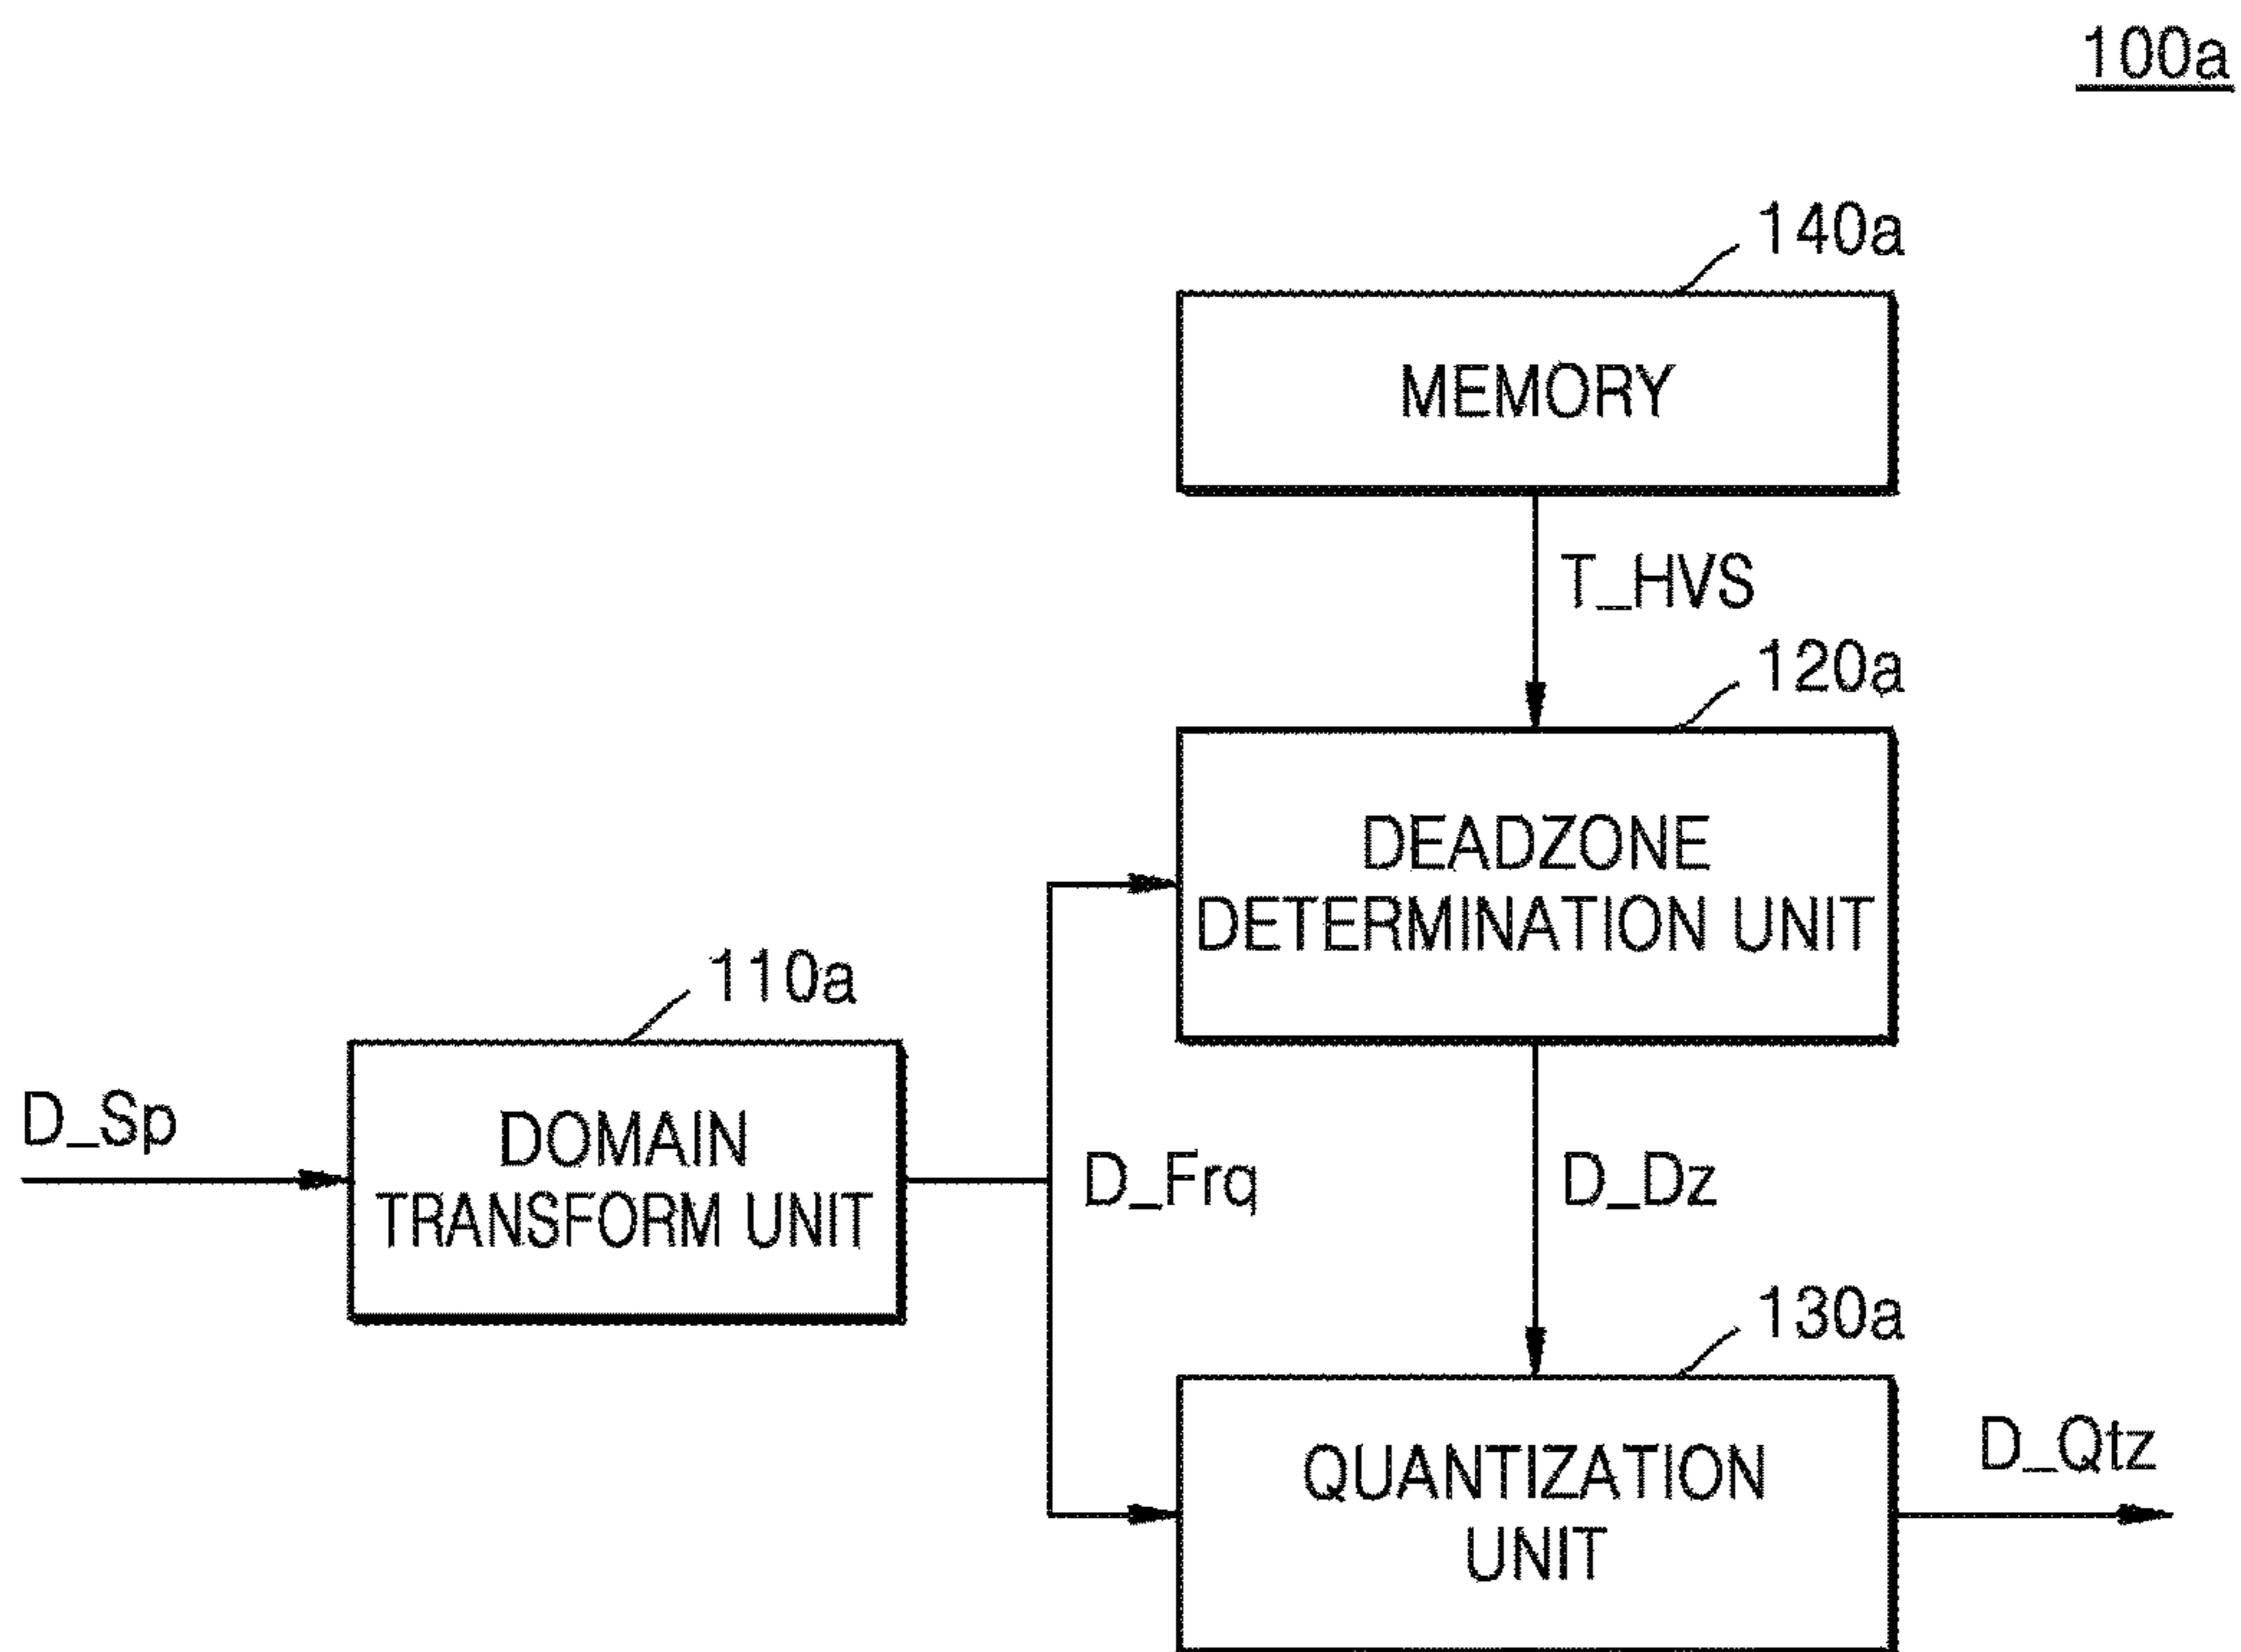 100a
140a
MEMORY
T_HVS
120a
DEADZONE
DETERMINATION UNIT
110a
D_Sp
DOMAIN
TRANSFORM UNIT
D_Frq
D_Dz
130a
QUANTIZATION
UNIT
D_Qtz